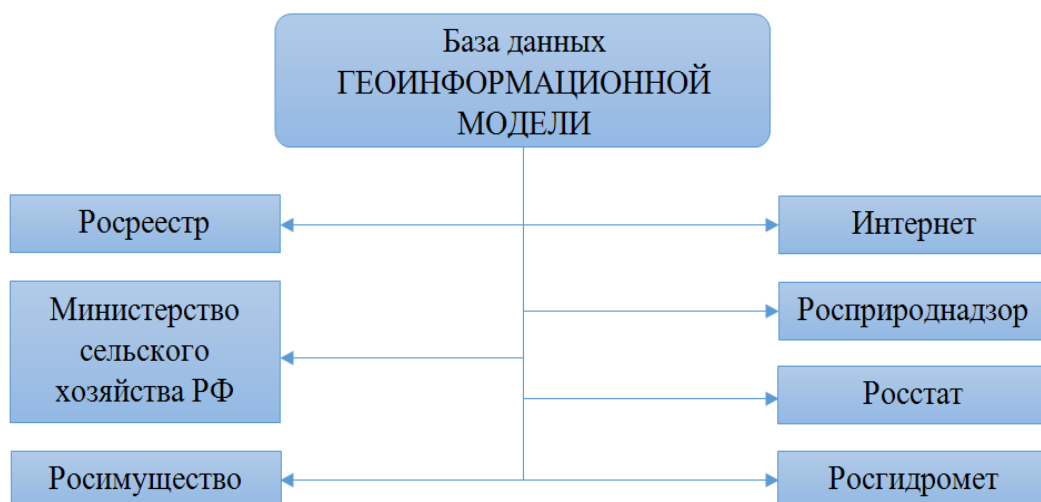 База данных
ГЕОИНФОРМАЦИОННОЙ
МОДЕЛИ
Росреестр
Интернет
Министерство
сельского
хозяйства РФ
Росприроднадзор
Росстат
Росимущество
Росгидромет